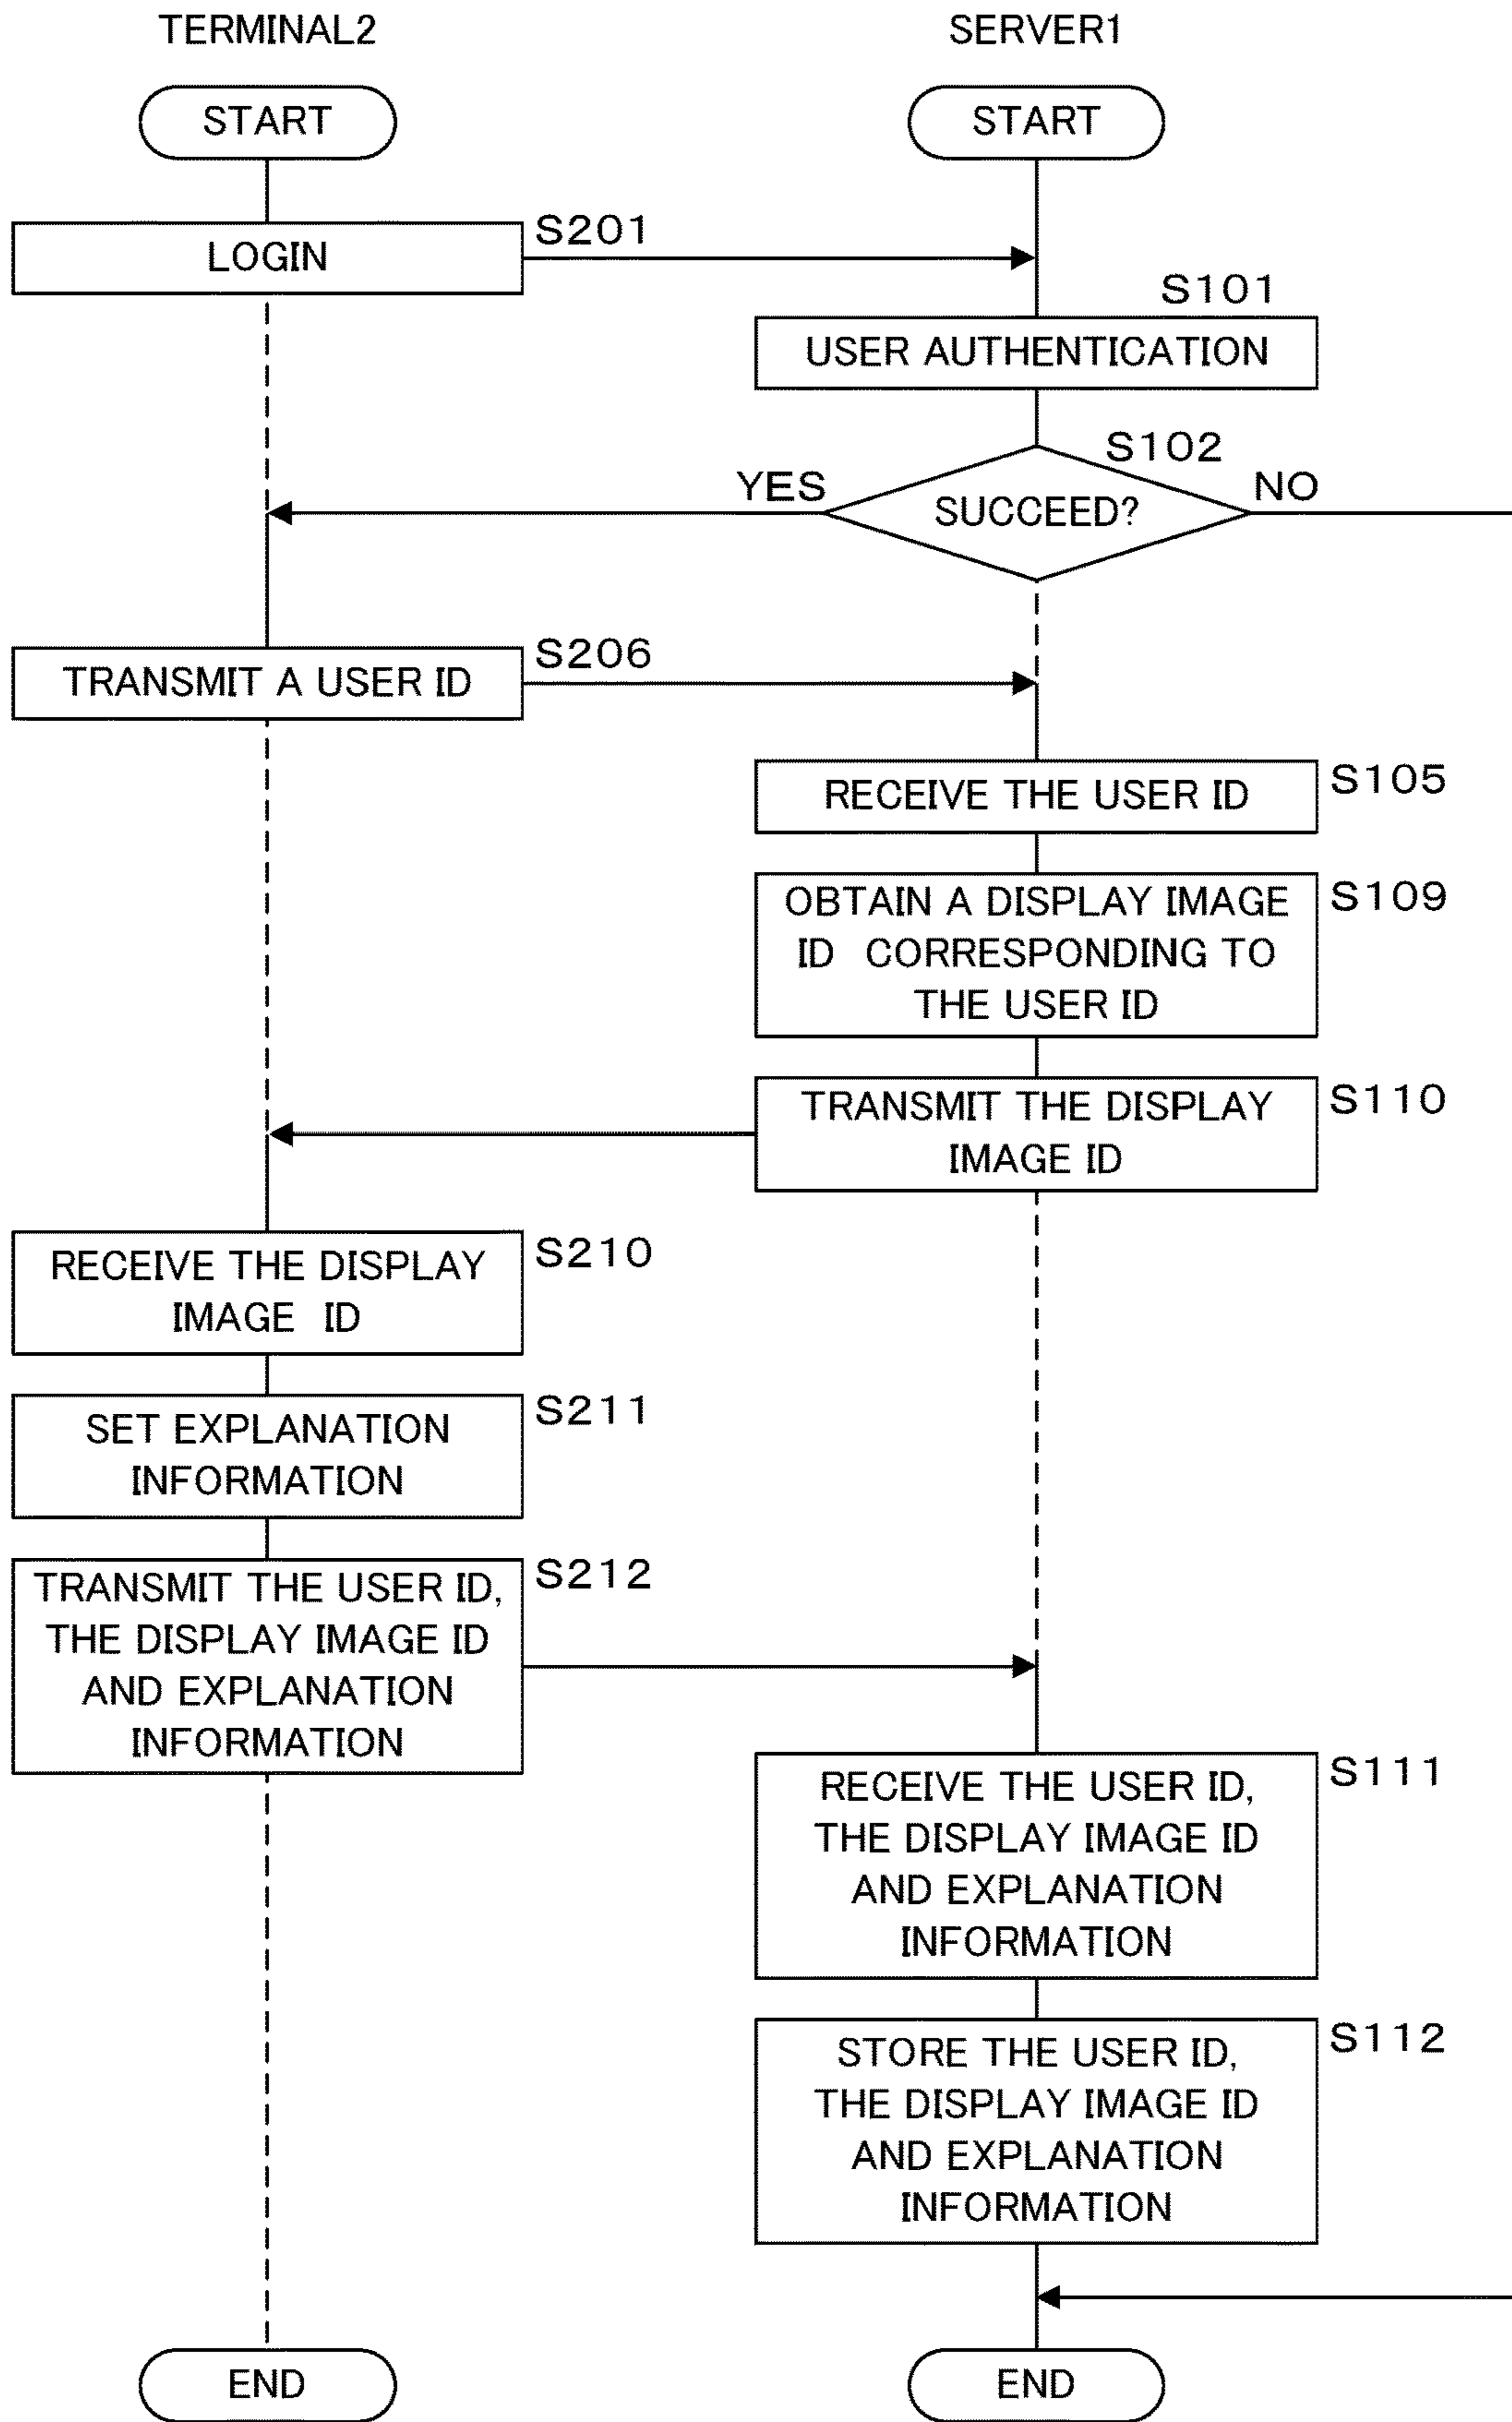 TERMINAL2
SERVER1
START
START
LOGIN
S201
S101
USER AUTHENTICATION
S102
YES
SUCCEED?
NO
TRANSMIT A USER ID
S206
RECEIVE THE USER ID
S105
OBTAIN A DISPLAY IMAGE
ID CORRESPONDING TO
THE USER ID
S109
TRANSMIT THE DISPLAY
IMAGE ID
S110
RECEIVE THE DISPLAY
IMAGE ID
S210
SET EXPLANATION
INFORMATION
S211
TRANSMIT THE USER ID,
THE DISPLAY IMAGE ID
AND EXPLANATION
INFORMATION
S212
RECEIVE THE USER ID,
THE DISPLAY IMAGE ID
AND EXPLANATION
INFORMATION
S111
STORE THE USER ID,
THE DISPLAY IMAGE ID
AND EXPLANATION
INFORMATION
S112
END
END